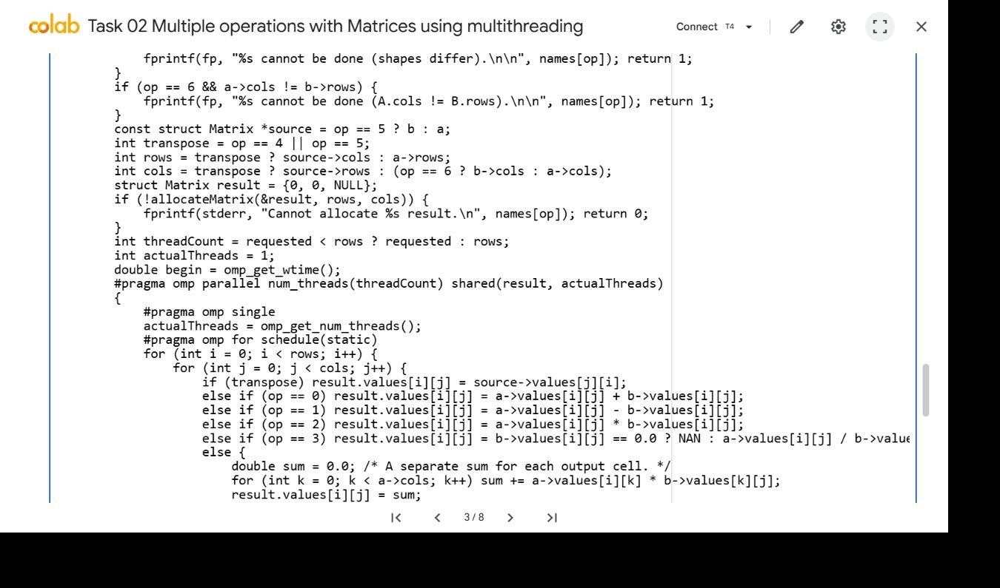 colab Task 02 Multiple operations with Matrices using multithreading Connect T4
        fprintf(fp, "%s cannot be done (shapes differ).\n\n", names[op]); return 1;
    }
    if (op == 6 && a->cols != b->rows) {
        fprintf(fp, "%s cannot be done (A.cols != B.rows).\n\n", names[op]); return 1;
    }
    const struct Matrix *source = op == 5 ? b : a;
    int transpose = op == 4 || op == 5;
    int rows = transpose ? source->cols : a->rows;
    int cols = transpose ? source->rows : (op == 6 ? b->cols : a->cols);
    struct Matrix result = {0, 0, NULL};
    if (!allocateMatrix(&result, rows, cols)) {
        fprintf(stderr, "Cannot allocate %s result.\n", names[op]); return 0;
    }
    int threadCount = requested < rows ? requested : rows;
    int actualThreads = 1;
    double begin = omp_get_wtime();
    #pragma omp parallel num_threads(threadCount) shared(result, actualThreads)
    {
        #pragma omp single
        actualThreads = omp_get_num_threads();
        #pragma omp for schedule(static)
        for (int i = 0; i < rows; i++) {
            for (int j = 0; j < cols; j++) {
                if (transpose) result.values[i][j] = source->values[j][i];
                else if (op == 0) result.values[i][j] = a->values[i][j] + b->values[i][j];
                else if (op == 1) result.values[i][j] = a->values[i][j] - b->values[i][j];
                else if (op == 2) result.values[i][j] = a->values[i][j] * b->values[i][j];
                else if (op == 3) result.values[i][j] = b->values[i][j] == 0.0 ? NAN : a->values[i][j] / b->value
                else {
                    double sum = 0.0; /* A separate sum for each output cell. */
                    for (int k = 0; k < a->cols; k++) sum += a->values[i][k] * b->values[k][j];
                    result.values[i][j] = sum;
3 / 8